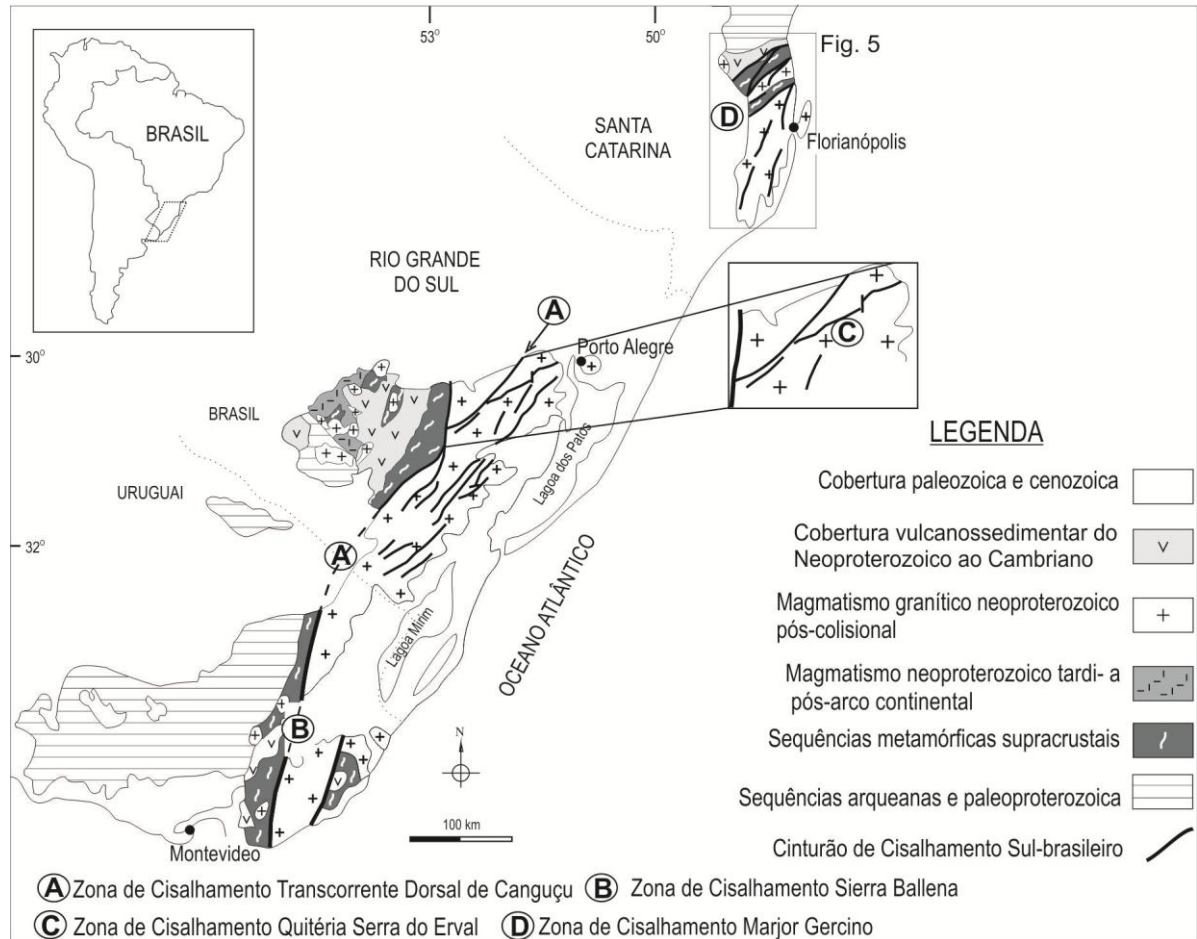 53°
50°
Fig. 5
BRASIL
D
SANTA
CATARINA
Florianópolis
RIO GRANDE
DO SUL
A
C
30°
Porto Alegre
BRASIL
Lagoa dos Patos
URUGUAI
32°
A
OCEANO ATLÂNTICO
Lagoa Mirim
B
N
100 km
Montevideo
LEGENDA
Cobertura paleozoica e cenozoica
Cobertura vulcanossedimentar do
Neoproterozoico ao Cambriano
Magmatismo granítico neoproterozoico
pós-colisional
Magmatismo neoproterozoico tardi- a
pós-arco continental
Sequências metamórficas supracrustais
Sequências arqueanas e paleoproterozoica
Cinturão de Cisalhamento Sul-brasileiro
A Zona de Cisalhamento Transcorrente Dorsal de Canguçu B Zona de Cisalhamento Sierra Ballena
C Zona de Cisalhamento Quitéria Serra do Erval D Zona de Cisalhamento Marjor Gercino